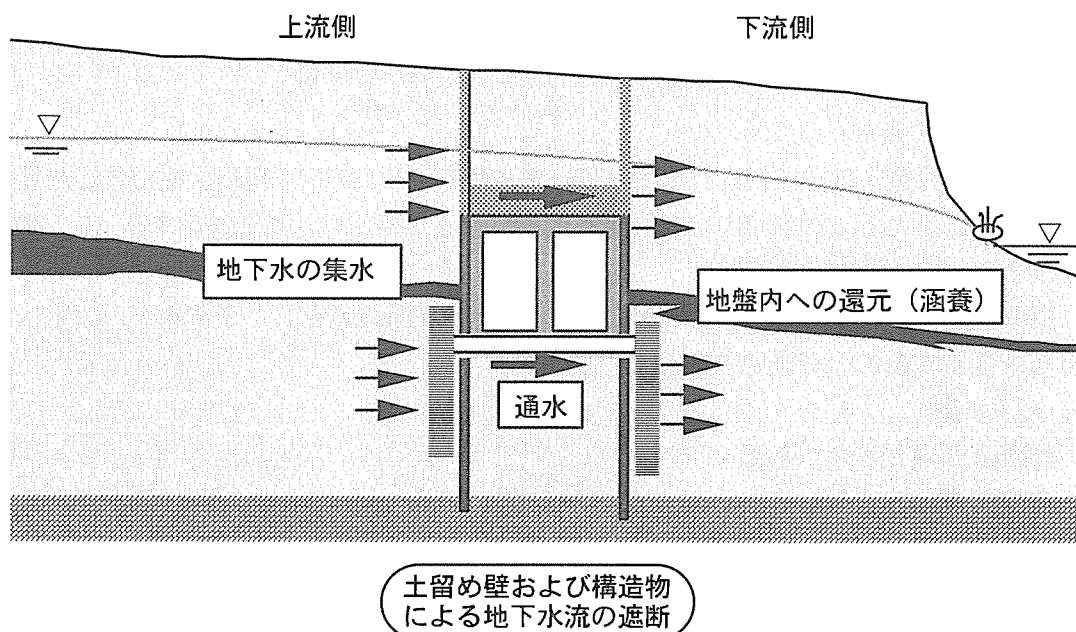 上流側
下流側
地下水の集水
地盤内への還元（涵養）
通水
土留め壁および構造物
による地下水流の遮断